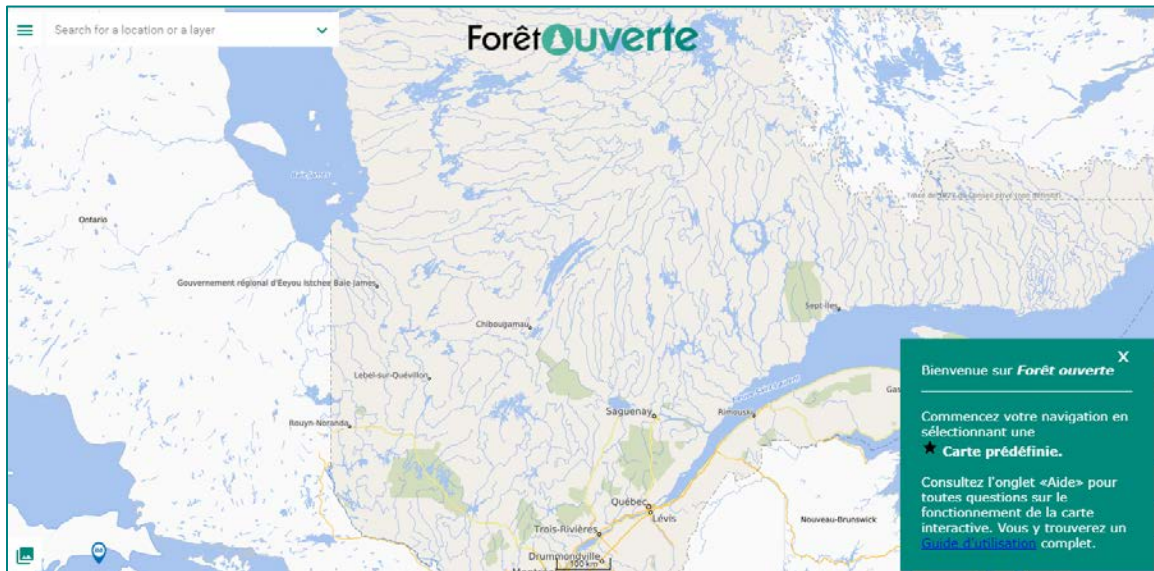 Search for a location or a layer
ForêtOuverte
Baie James
Ontario
Gouvernement régional d'Eeyou Istchee Baie-James
Chibougamau
Sept-Îles
Lebel-sur-Quévillon
Saguenay
Rimouski
Rouyn-Noranda
Québec
Lévis
Trois-Rivières
Drummondville
100 km
Nouveau-Brunswick
X
Bienvenue sur Forêt ouverte
Commencez votre navigation en
sélectionnant une
Carte prédéfinie.
Consultez l'onglet «Aide» pour
toutes questions sur le
fonctionnement de la carte
interactive. Vous y trouverez un
Guide d'utilisation complet.